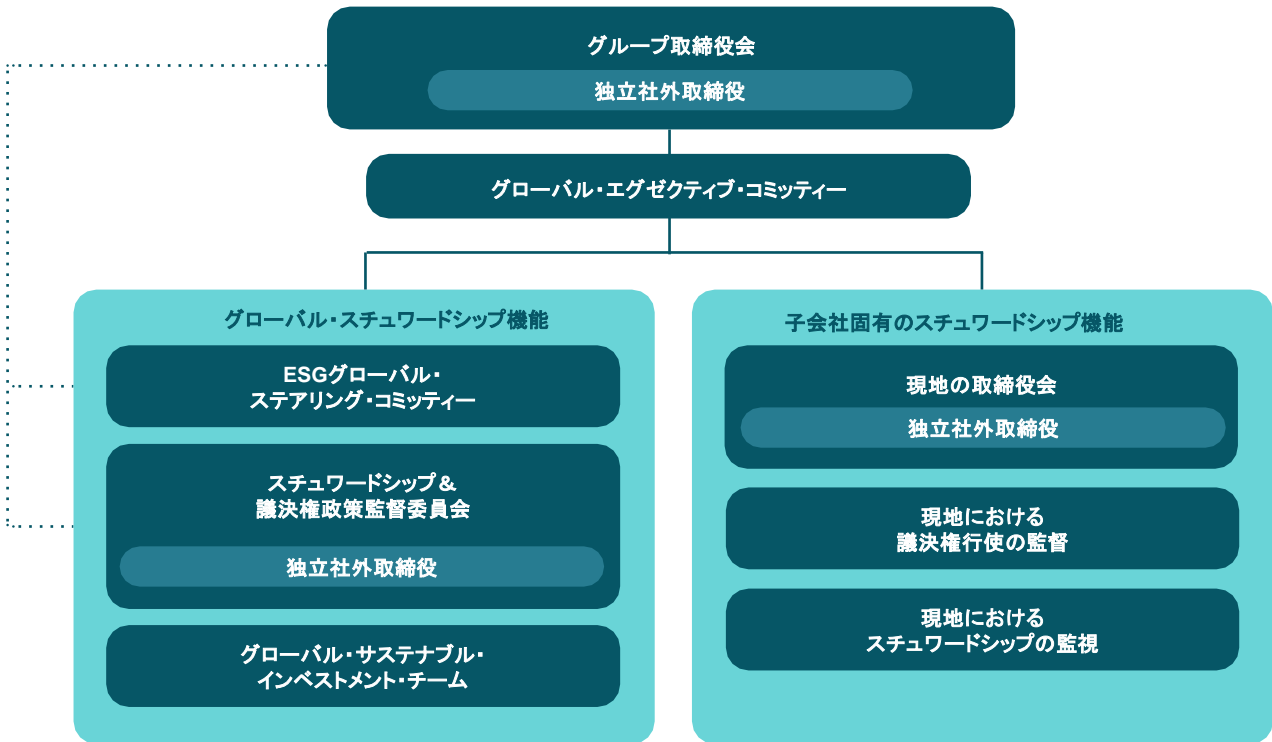 グループ取締役会
独立社外取締役
グローバル・エグゼクティブ・コミッティー
グローバル・スチュワードシップ機能
ESGグローバル・
ステアリング・コミッティー
スチュワードシップ＆
議決権政策監督委員会
独立社外取締役
グローバル・サステナブル・
インベストメント・チーム
子会社固有のスチュワードシップ機能
現地の取締役会
独立社外取締役
現地における
議決権行使の監督
現地における
スチュワードシップの監視